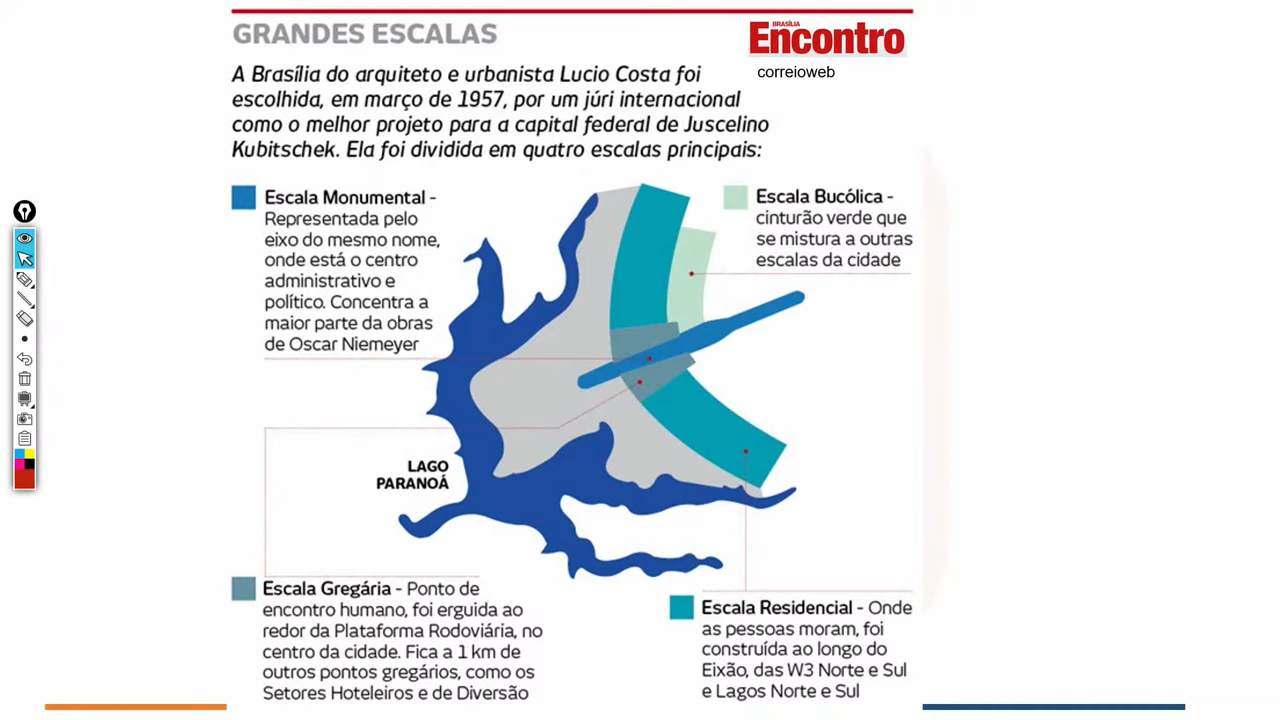 GRANDES ESCALAS
BRASÍLIA
Encontro
correioweb
A Brasília do arquiteto e urbanista Lucio Costa foi
escolhida, em março de 1957, por um júri internacional
como o melhor projeto para a capital federal de Juscelino
Kubitschek. Ela foi dividida em quatro escalas principais:
Escala Monumental -
Representada pelo
eixo do mesmo nome,
onde está o centro
administrativo e
político. Concentra a
maior parte da obras
de Oscar Niemeyer
Escala Bucólica -
cinturão verde que
se mistura a outras
escalas da cidade
LAGO
PARANOÁ
Escala Gregária - Ponto de
encontro humano, foi erguida ao
redor da Plataforma Rodoviária, no
centro da cidade. Fica a 1 km de
outros pontos gregários, como os
Setores Hoteleiros e de Diversão
Escala Residencial - Onde
as pessoas moram, foi
construída ao longo do
Eixão, das W3 Norte e Sul
e Lagos Norte e Sul